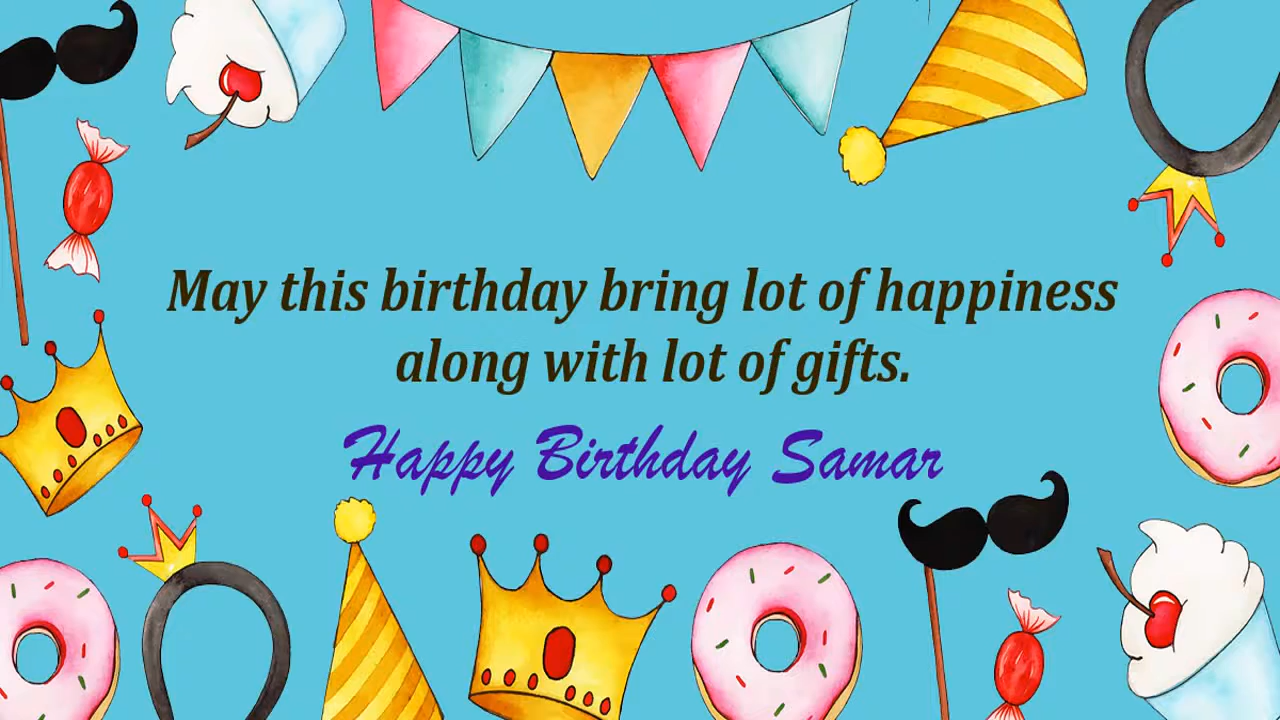 May this birthday bring lot of happiness
along with lot of gifts.
Happy Birthday Samar